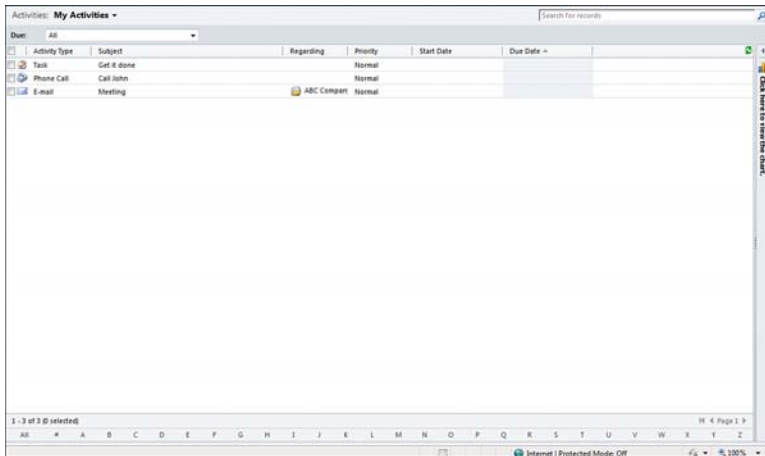 Activities: My Activities
Search for records
Due: All
Activity Type Subject Regarding Priority Start Date Due Date
Task Get it done Normal
Phone Call Call John Normal
E-mail Meeting ABC Compan Normal
Click here to view the chart.
1 - 3 of 3 (0 selected) Page 1
All # A B C D E F G H I J K L M N O P Q R S T U V W X Y Z
Internet | Protected Mode: Off 100%